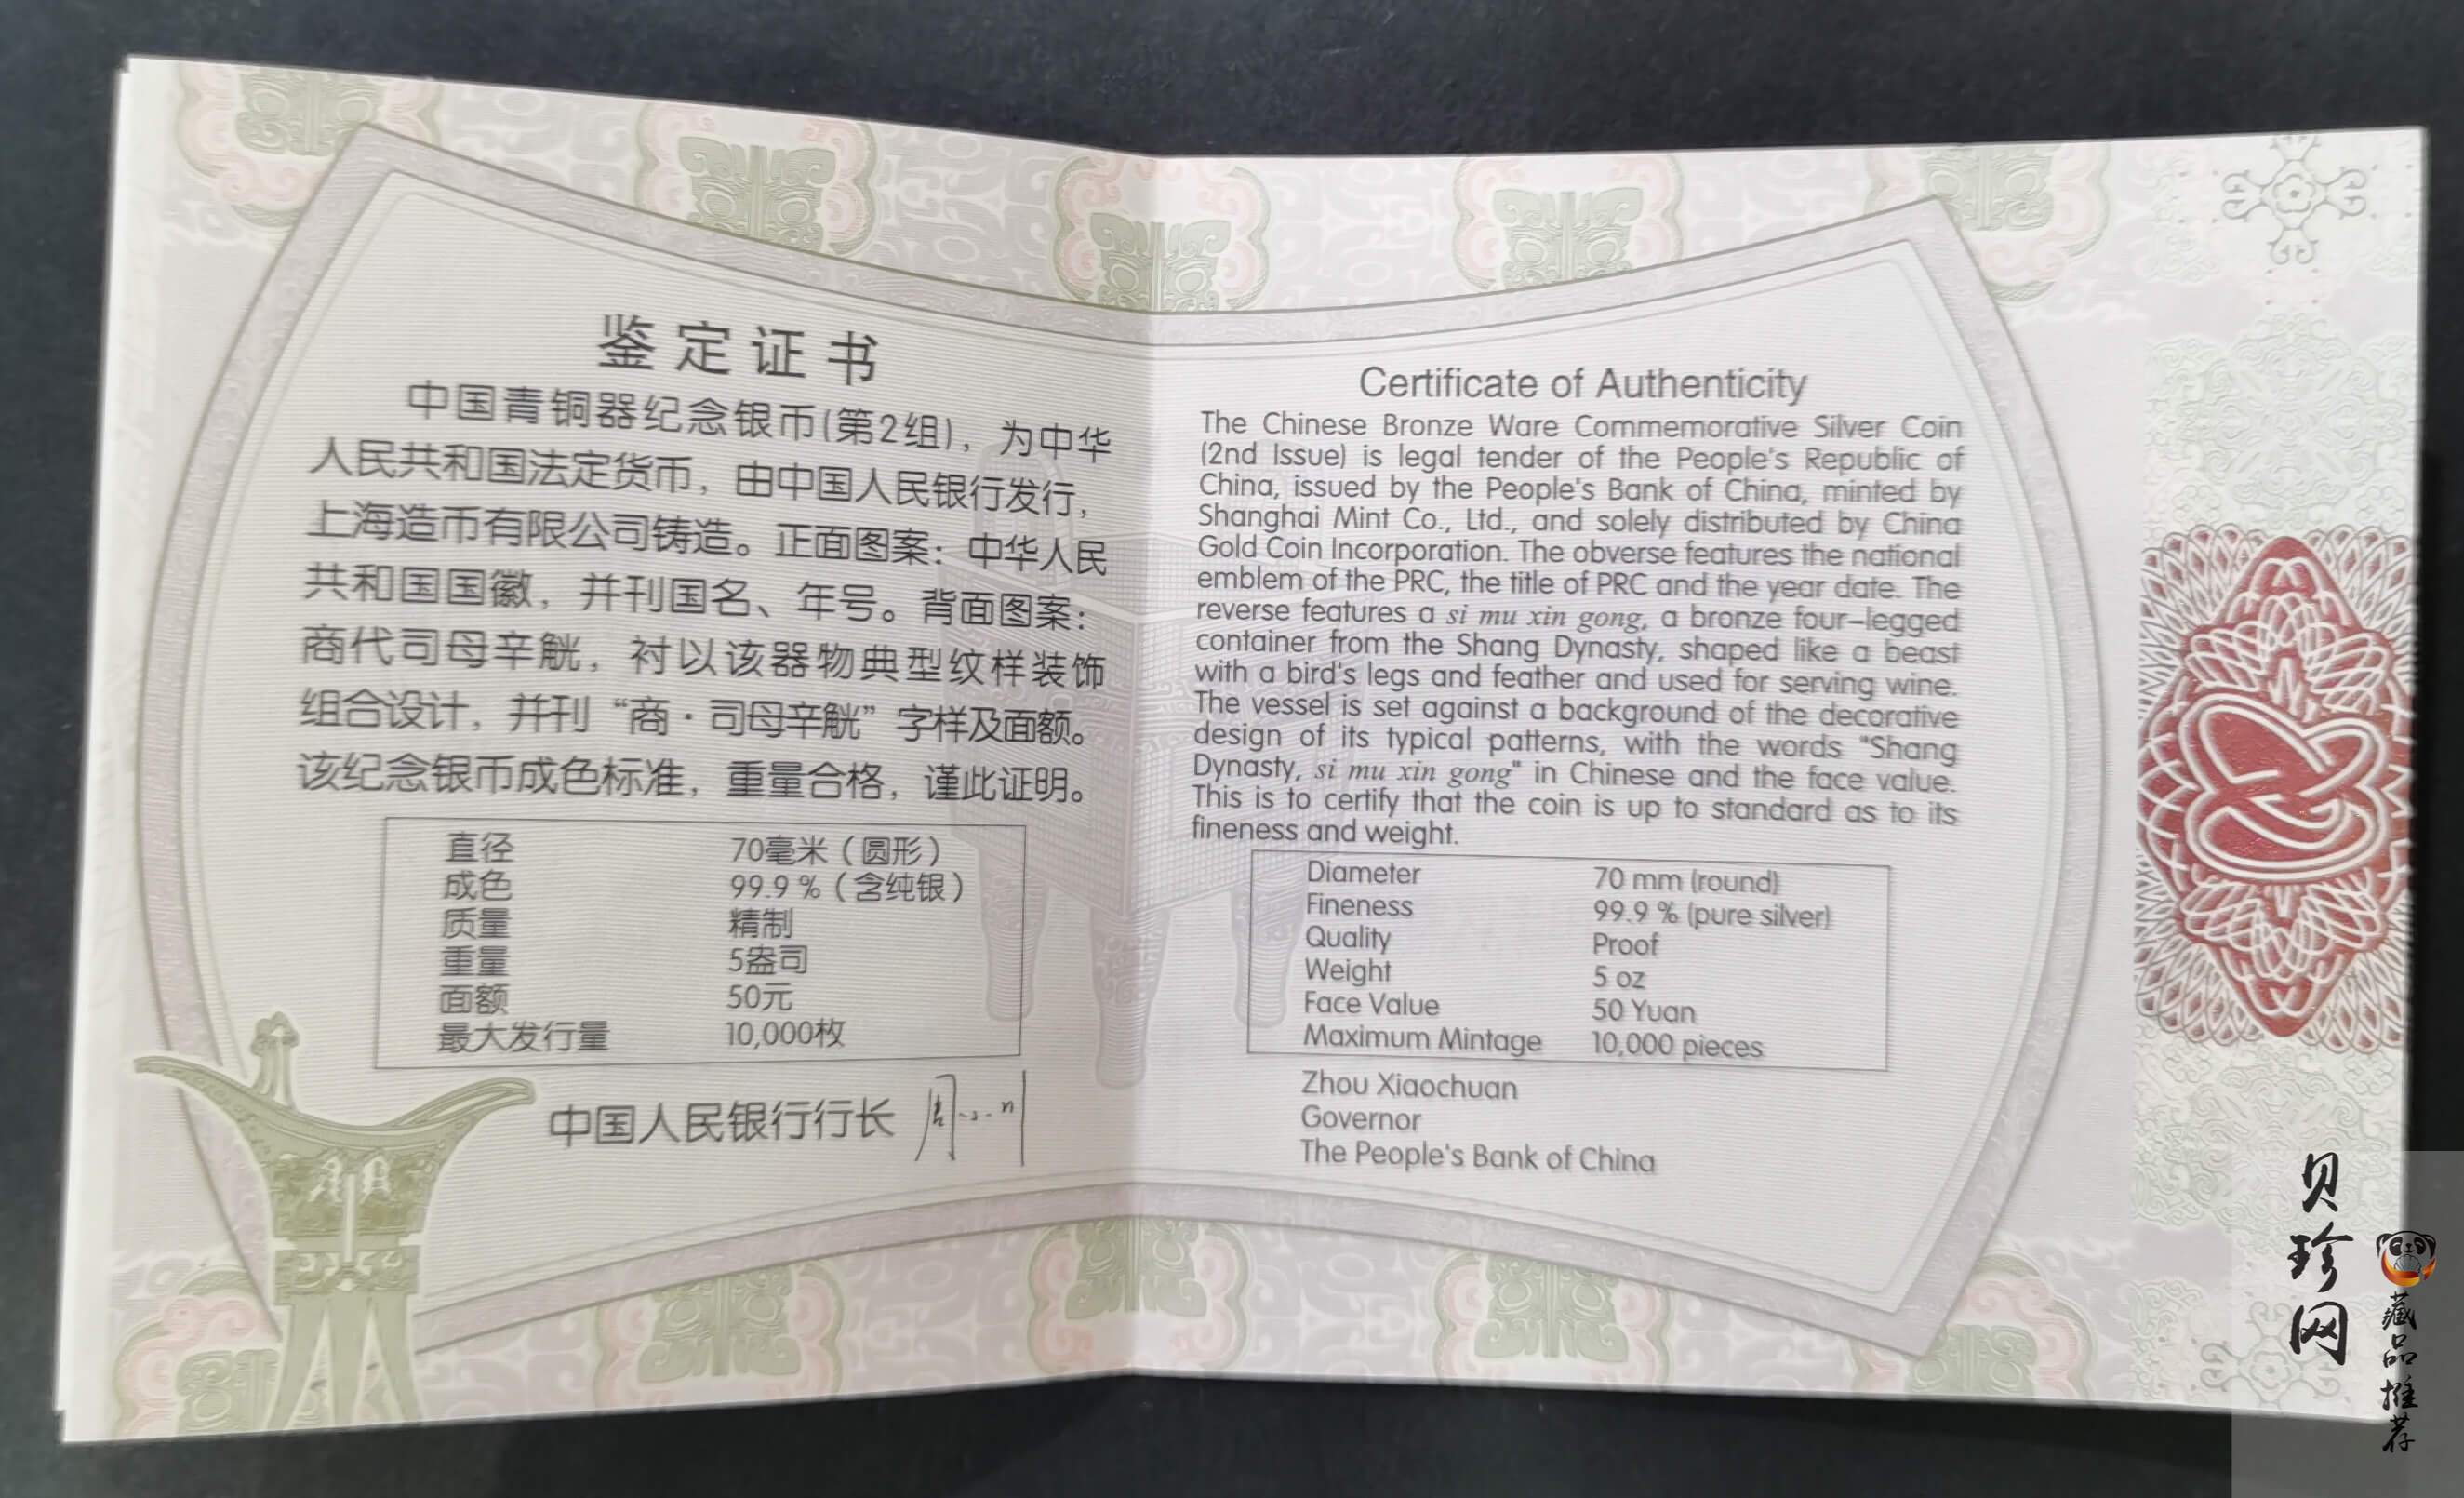 鉴定证书
中国青铜器纪念银币(第2组)，为中华
人民共和国法定货币，由中国人民银行发行，
上海造币有限公司铸造。正面图案：中华人民
共和国国徽，并刊国名、年号。背面图案：
商代司母辛觥，衬以该器物典型纹样装饰
组合设计，并刊“商·司母辛觥”字样及面额。
该纪念银币成色标准，重量合格，谨此证明。
直径 70毫米（圆形）
成色 99.9％（含纯银）
质量 精制
重量 5盎司
面额 50元
最大发行量 10,000枚
中国人民银行行长
Certificate of Authenticity
The Chinese Bronze Ware Commemorative Silver Coin
(2nd Issue) is legal tender of the People's Republic of
China, issued by the People's Bank of China, minted by
Shanghai Mint Co., Ltd., and solely distributed by China
Gold Coin Incorporation. The obverse features the national
emblem of the PRC, the title of PRC and the year date. The
reverse features a si mu xin gong, a bronze four-legged
container from the Shang Dynasty, shaped like a beast
with a bird's legs and feather and used for serving wine.
The vessel is set against a background of the decorative
design of its typical patterns, with the words "Shang
Dynasty, si mu xin gong" in Chinese and the face value.
This is to certify that the coin is up to standard as to its
fineness and weight.
Diameter 70 mm (round)
Fineness 99.9 % (pure silver)
Quality Proof
Weight 5 oz
Face Value 50 Yuan
Maximum Mintage 10,000 pieces
Zhou Xiaochuan
Governor
The People's Bank of China
贝珍网
藏品推荐